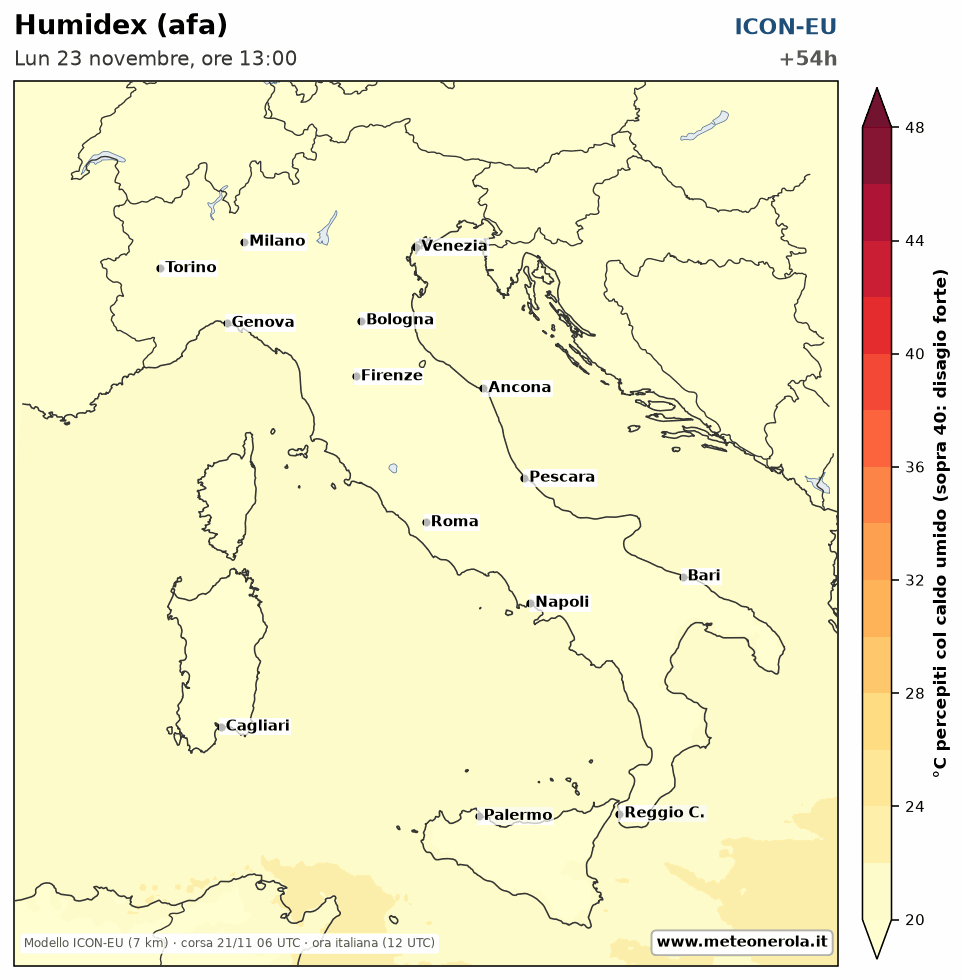 Humidex (afa)
ICON-EU
Lun 23 novembre, ore 13:00
+54h
48
44
40
36
32
28
24
20
°C percepiti col caldo umido (sopra 40: disagio forte)
Milano
Venezia
Torino
Genova
Bologna
Firenze
Ancona
Pescara
Roma
Bari
Napoli
Cagliari
Palermo
Reggio C.
Modello ICON-EU (7 km) · corsa 21/11 06 UTC · ora italiana (12 UTC)
www.meteonerola.it